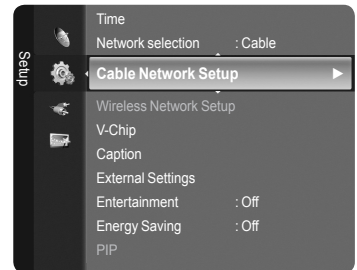 Setup
Time
Network selection : Cable
Cable Network Setup
Wireless Network Setup
V-Chip
Caption
External Settings
Entertainment : Off
Energy Saving : Off
PIP